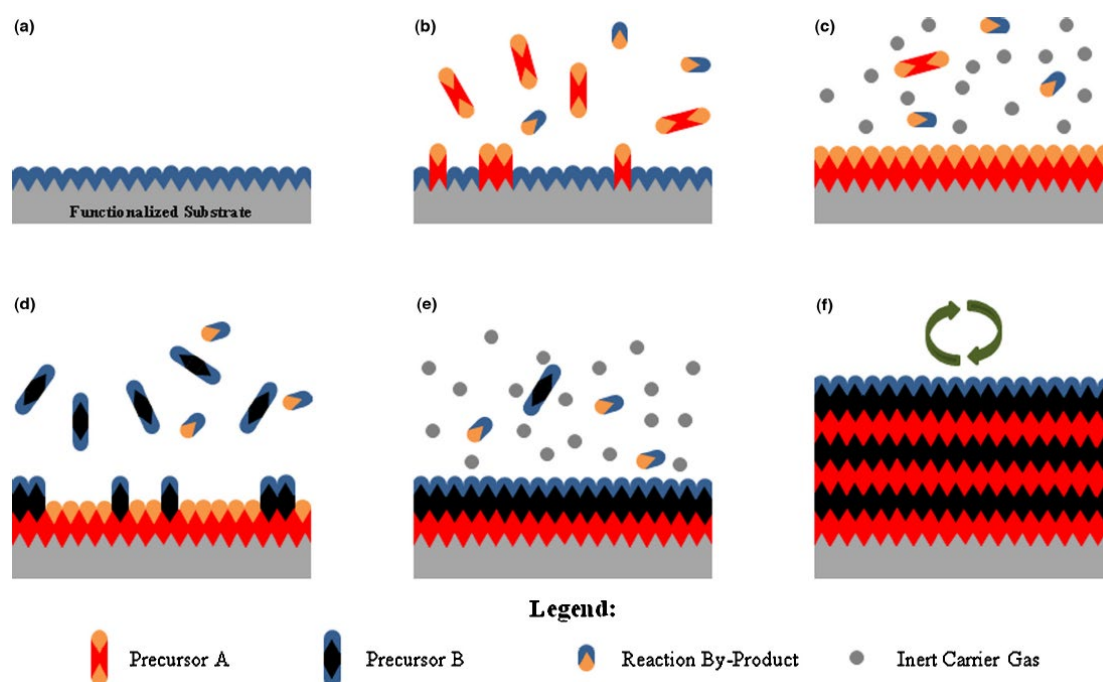 (a)
(b)
(c)
Functionalized Substrate
(d)
(e)
(f)
Legend:
Precursor A
Precursor B
Reaction By-Product
Inert Carrier Gas